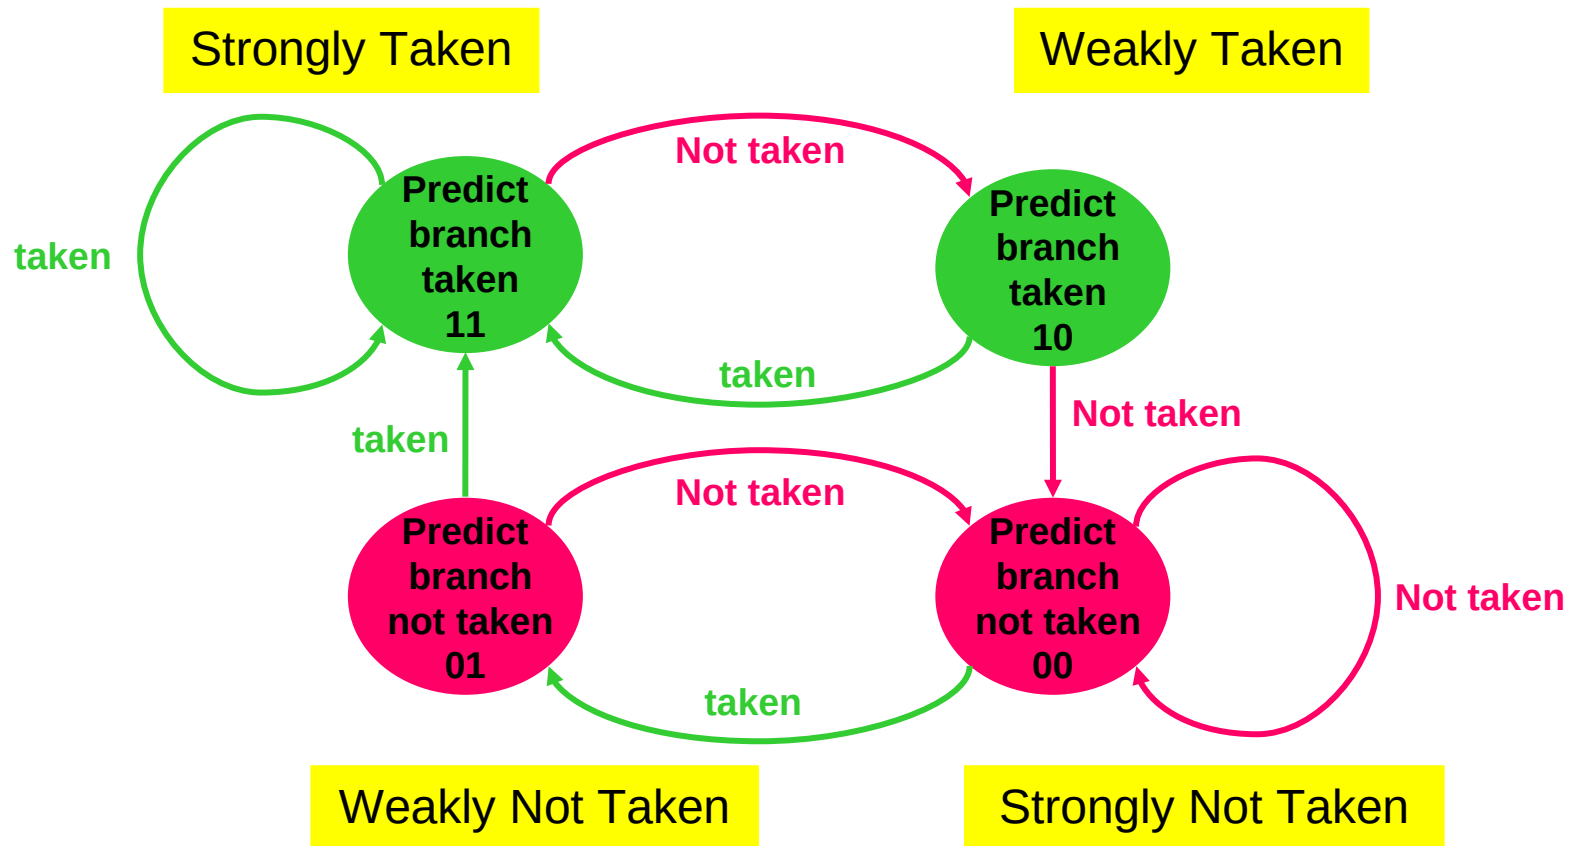 Strongly Taken
Weakly Taken
Not taken
Predict
branch
taken
11
Predict
branch
taken
10
taken
taken
Not taken
taken
Not taken
Predict
branch
not taken
01
Predict
branch
not taken
00
Not taken
taken
Weakly Not Taken
Strongly Not Taken